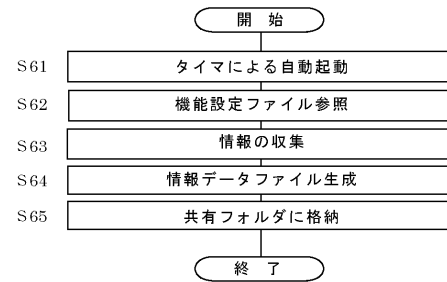 開 始
S61 タイマによる自動起動
S62 機能設定ファイル参照
S63 情報の収集
S64 情報データファイル生成
S65 共有フォルダに格納
終 了